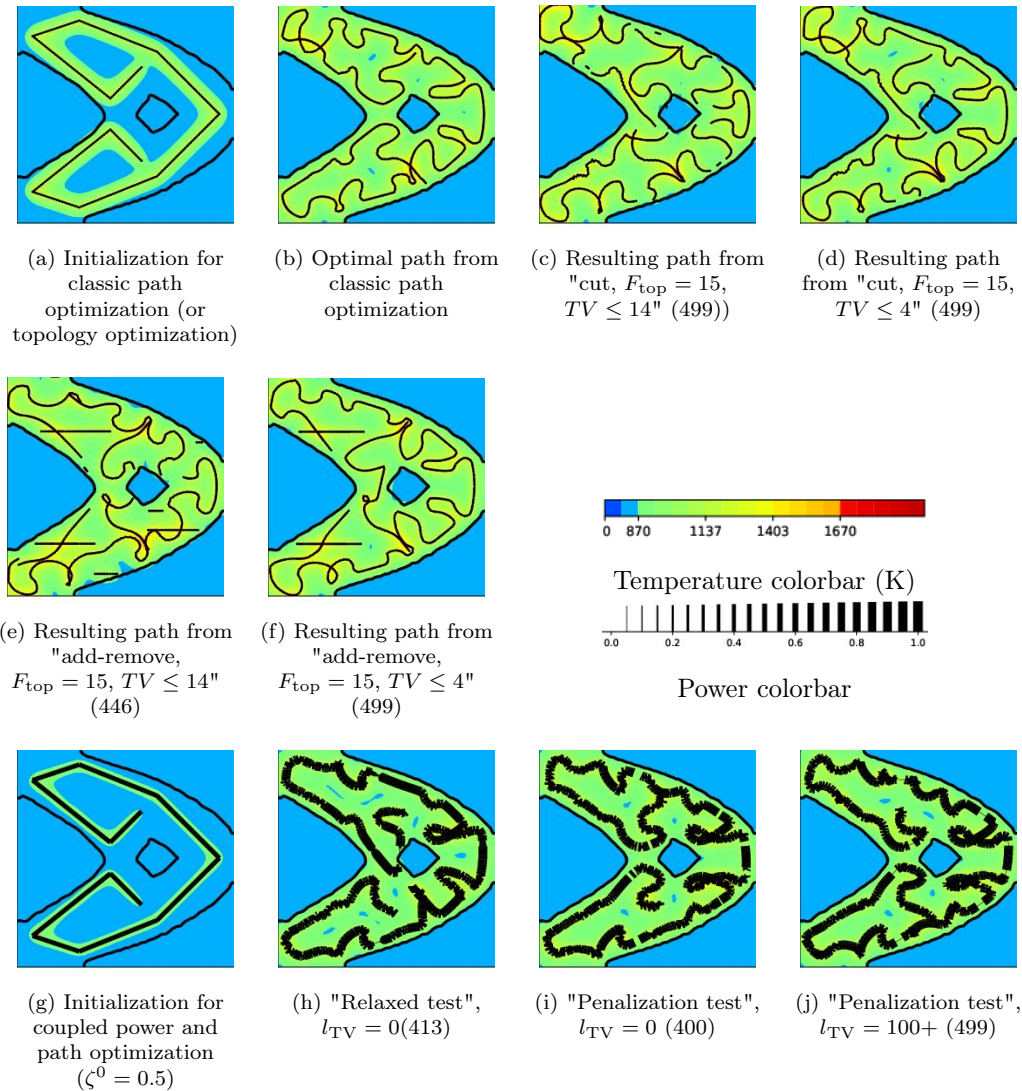 (a) Initialization for
classic path
optimization (or
topology optimization)
(b) Optimal path from
classic path
optimization
(c) Resulting path from
"cut, F_top = 15,
TV ≤ 14" (499))
(d) Resulting path
from "cut, F_top = 15,
TV ≤ 4" (499)
(e) Resulting path from
"add-remove,
F_top = 15, TV ≤ 14"
(446)
(f) Resulting path from
"add-remove,
F_top = 15, TV ≤ 4"
(499)
0 870 1137 1403 1670
Temperature colorbar (K)
0.0 0.2 0.4 0.6 0.8 1.0
Power colorbar
(g) Initialization for
coupled power and
path optimization
(ζ^0 = 0.5)
(h) "Relaxed test",
l_TV = 0(413)
(i) "Penalization test",
l_TV = 0 (400)
(j) "Penalization test",
l_TV = 100+ (499)